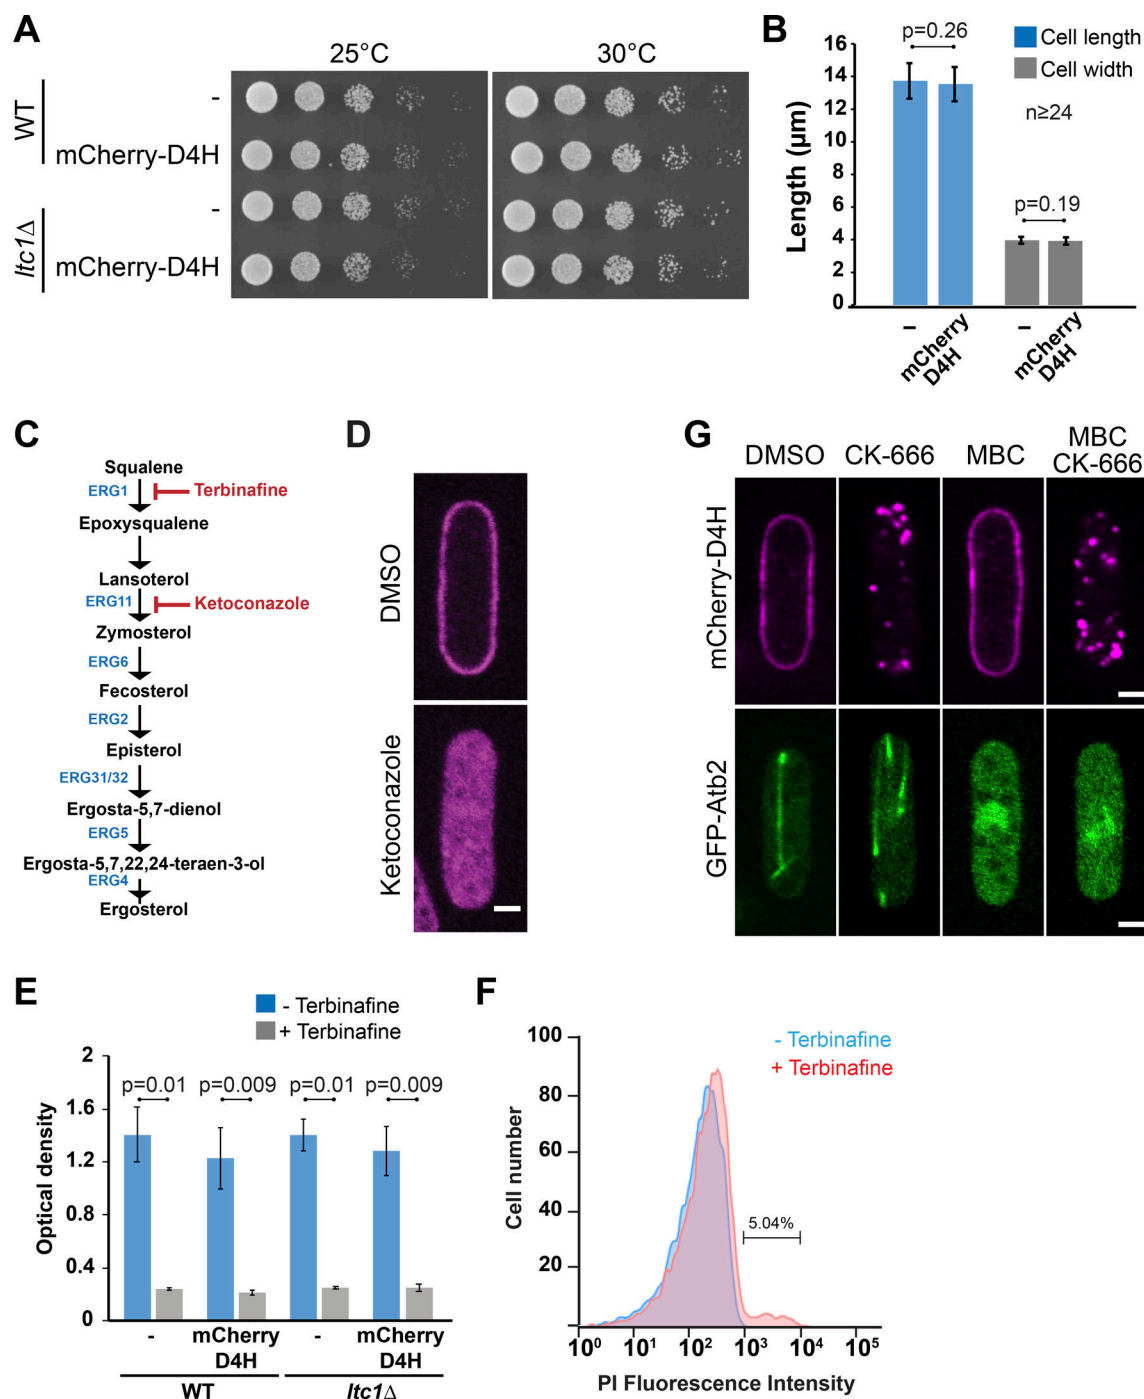 A
25°C
30°C
WT
-
mCherry-D4H
ltc1Δ
-
mCherry-D4H
B
p=0.26
Cell length
Cell width
n≥24
p=0.19
Length (µm)
16
14
12
10
8
6
4
2
0
–
mCherry
D4H
–
mCherry
D4H
C
Squalene
ERG1
Terbinafine
Epoxysqualene
Lansoterol
ERG11
Ketoconazole
Zymosterol
ERG6
Fecosterol
ERG2
Episterol
ERG31/32
Ergosta-5,7-dienol
ERG5
Ergosta-5,7,22,24-teraen-3-ol
ERG4
Ergosterol
D
DMSO
Ketoconazole
G
DMSO
CK-666
MBC
MBC
CK-666
mCherry-D4H
GFP-Atb2
E
- Terbinafine
+ Terbinafine
Optical density
2
1.6
1.2
0.8
0.4
0
p=0.01
p=0.009
p=0.01
p=0.009
-
mCherry
D4H
-
mCherry
D4H
WT
ltc1Δ
F
- Terbinafine
+ Terbinafine
Cell number
100
80
60
40
20
5.04%
10⁰
10¹
10²
10³
10⁴
10⁵
PI Fluorescence Intensity